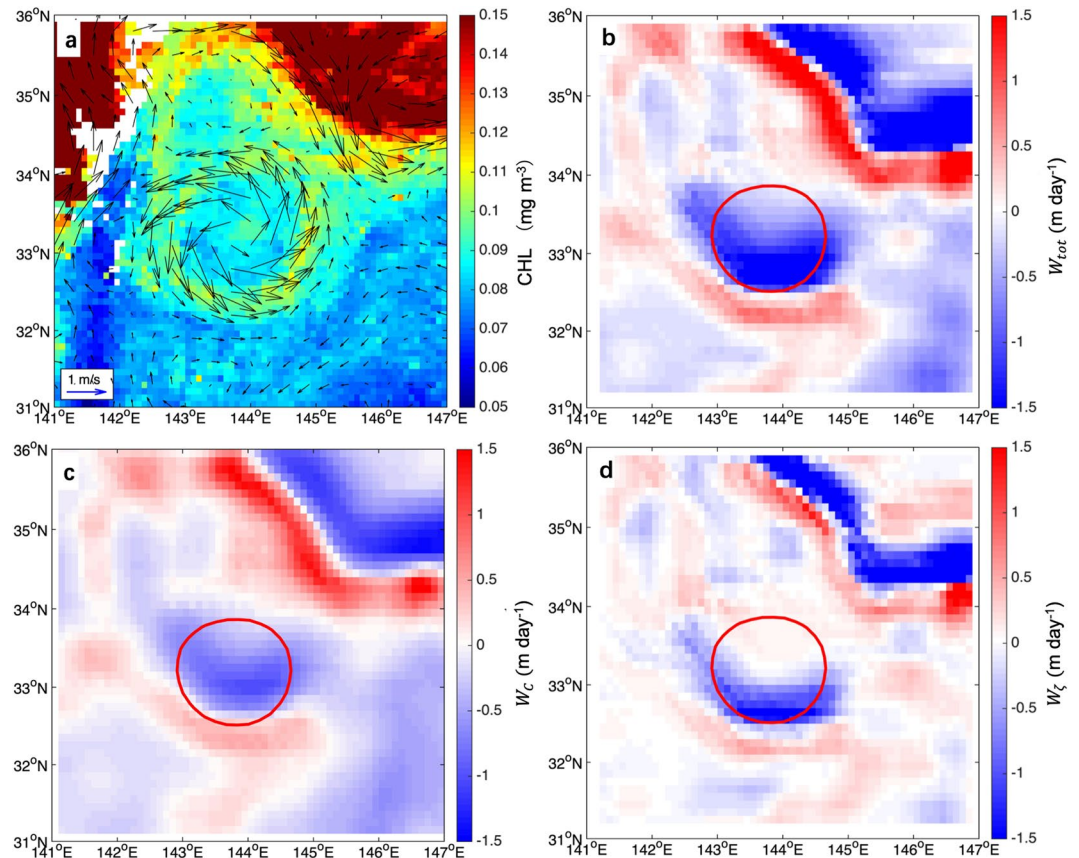 a
36°N
35°N
34°N
33°N
32°N
31°N
141°E
142°E
143°E
144°E
145°E
146°E
147°E
1 m/s
0.15
0.14
0.13
0.12
0.11
0.1
0.09
0.08
0.07
0.06
0.05
CHL (mg m⁻³)
b
36°N
35°N
34°N
33°N
32°N
31°N
141°E
142°E
143°E
144°E
145°E
146°E
147°E
1.5
1
0.5
0
-0.5
-1
-1.5
W_tot (m day⁻¹)
c
36°N
35°N
34°N
33°N
32°N
31°N
141°E
142°E
143°E
144°E
145°E
146°E
147°E
1.5
1
0.5
0
-0.5
-1
-1.5
W_C (m day⁻¹)
d
36°N
35°N
34°N
33°N
32°N
31°N
141°E
142°E
143°E
144°E
145°E
146°E
147°E
1.5
1
0.5
0
-0.5
-1
-1.5
W_ζ (m day⁻¹)